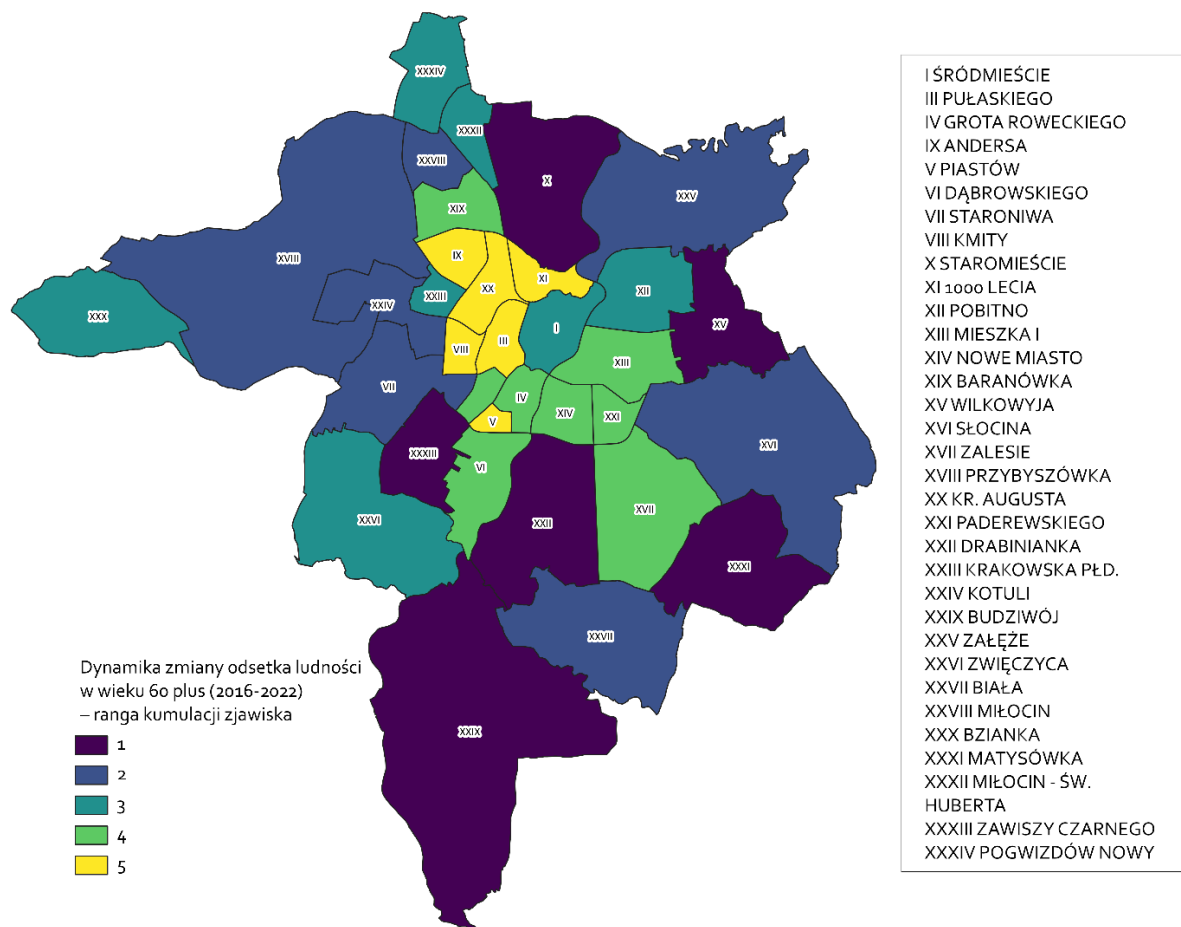 XXXIV
XXXII
XXVIII
X
XXV
XIX
IX
XI
XVIII
XX
XXIII
XII
XXIV
XXX
I
XV
VIII
III
XIII
VII
IV
XIV
XXI
V
XVI
XXXIII
VI
XXVI
XXII
XVII
XXXI
XXVII
XXIX
I ŚRÓDMIEŚCIE
III PUŁASKIEGO
IV GROTA ROWECKIEGO
IX ANDERSA
V PIASTÓW
VI DĄBROWSKIEGO
VII STARONIWA
VIII KMITY
X STAROMIEŚCIE
XI 1000 LECIA
XII POBITNO
XIII MIESZKA I
XIV NOWE MIASTO
XIX BARANÓWKA
XV WILKOWYJA
XVI SŁOCINA
XVII ZALESIE
XVIII PRZYBYSZÓWKA
XX KR. AUGUSTA
XXI PADEREWSKIEGO
XXII DRABINIANKA
XXIII KRAKOWSKA PŁD.
XXIV KOTULI
XXIX BUDZIWÓJ
XXV ZAŁĘŻE
XXVI ZWIĘCZYCA
XXVII BIAŁA
XXVIII MIŁOCIN
XXX BZIANKA
XXXI MATYSÓWKA
XXXII MIŁOCIN - ŚW.
HUBERTA
XXXIII ZAWISZY CZARNEGO
XXXIV POGWIZDÓW NOWY
Dynamika zmiany odsetka ludności
w wieku 60 plus (2016-2022)
– ranga kumulacji zjawiska
1
2
3
4
5